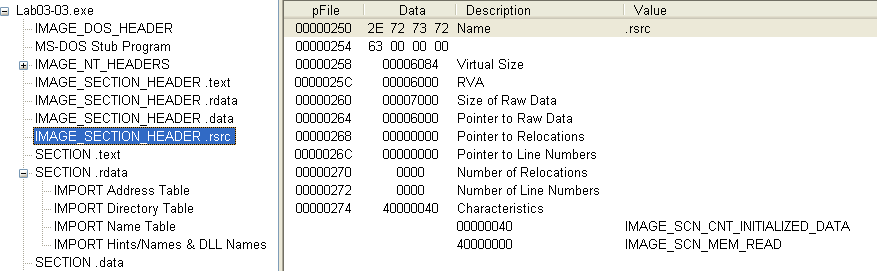 Lab03-03.exe
IMAGE_DOS_HEADER
MS-DOS Stub Program
IMAGE_NT_HEADERS
IMAGE_SECTION_HEADER .text
IMAGE_SECTION_HEADER .rdata
IMAGE_SECTION_HEADER .data
IMAGE_SECTION_HEADER .rsrc
SECTION .text
SECTION .rdata
IMPORT Address Table
IMPORT Directory Table
IMPORT Name Table
IMPORT Hints/Names & DLL Names
SECTION .data
pFile Data Description Value
00000250 2E 72 73 72 Name .rsrc
00000254 63 00 00 00
00000258 00006084 Virtual Size
0000025C 00006000 RVA
00000260 00007000 Size of Raw Data
00000264 00006000 Pointer to Raw Data
00000268 00000000 Pointer to Relocations
0000026C 00000000 Pointer to Line Numbers
00000270 0000 Number of Relocations
00000272 0000 Number of Line Numbers
00000274 40000040 Characteristics
00000040 IMAGE_SCN_CNT_INITIALIZED_DATA
40000000 IMAGE_SCN_MEM_READ